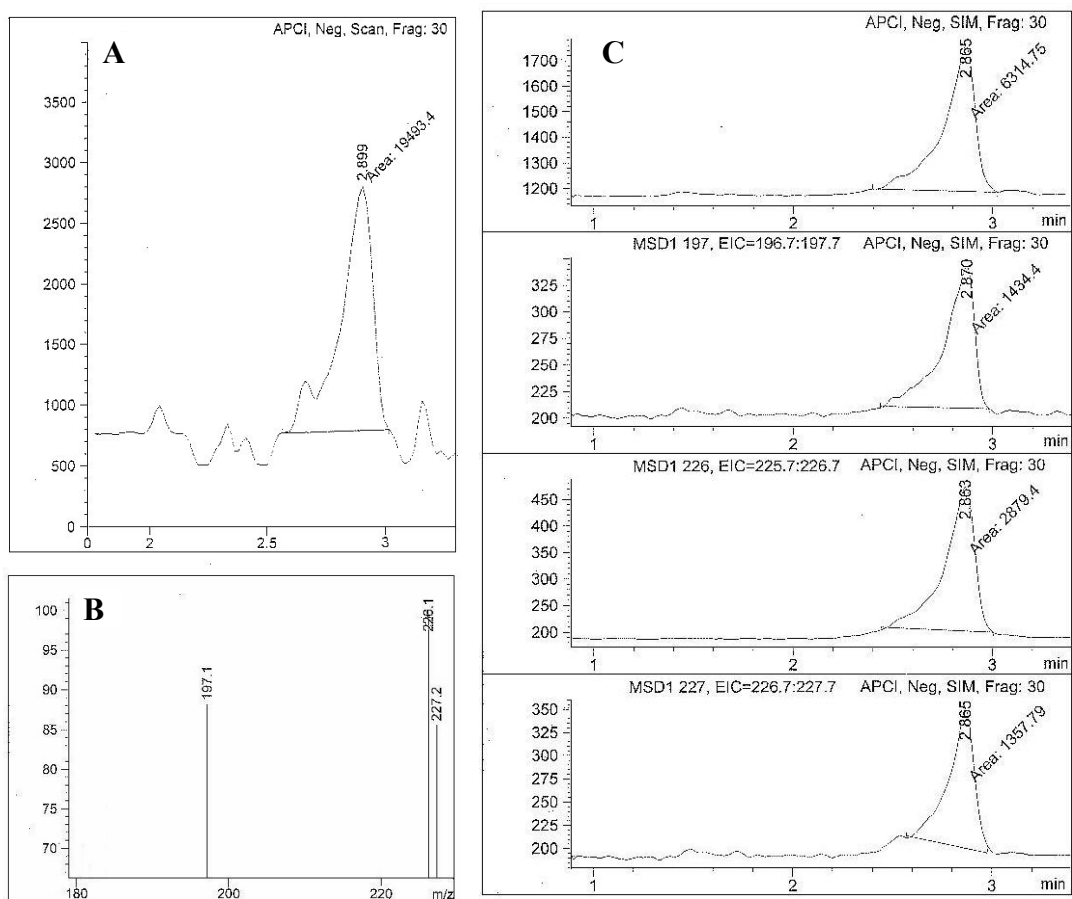 A
APCI, Neg, Scan, Frag: 30
3500
3000
2500
2000
1500
1000
500
0
2.899
Area: 19493.4
0 2 2.5 3
B
100
95
90
85
80
75
70
197.1
226.1
227.2
180 200 220 m/z
C
APCI, Neg, SIM, Frag: 30
1700
1600
1500
1400
1300
1200
2.865
Area: 6314.75
1 2 3 min
MSD1 197, EIC=196.7:197.7 APCI, Neg, SIM, Frag: 30
325
300
275
250
225
200
2.870
Area: 1434.4
1 2 3 min
MSD1 226, EIC=225.7:226.7 APCI, Neg, SIM, Frag: 30
450
400
350
300
250
200
2.863
Area: 2879.4
1 2 3 min
MSD1 227, EIC=226.7:227.7 APCI, Neg, SIM, Frag: 30
350
325
300
275
250
225
200
2.865
Area: 1357.79
1 2 3 min